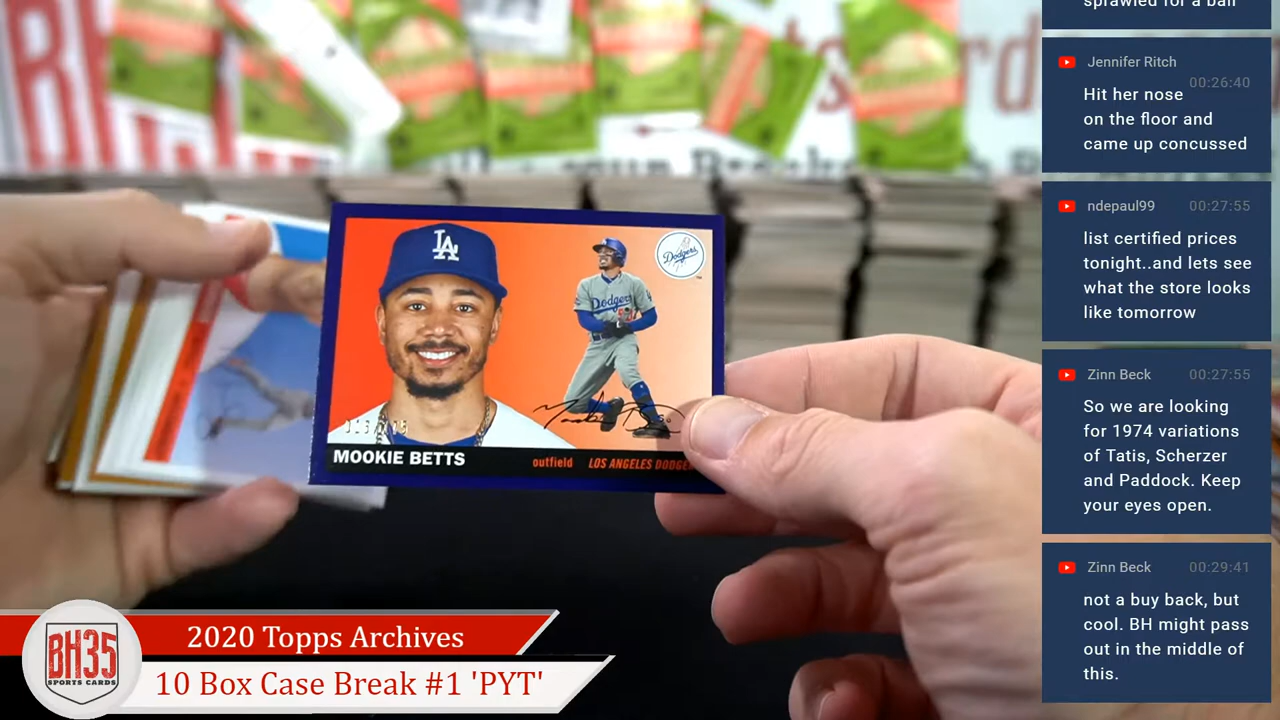 LA
Dodgers
Dodgers
MOOKIE BETTS
outfield LOS ANGELES
2020 Topps Archives
10 Box Case Break #1 'PYT'
BH35
SPORTS CARDS
sprawled for a ball
Jennifer Ritch
00:26:40
Hit her nose
on the floor and
came up concussed
ndepaul99 00:27:55
list certified prices
tonight..and lets see
what the store looks
like tomorrow
Zinn Beck 00:27:55
So we are looking
for 1974 variations
of Tatis, Scherzer
and Paddock. Keep
your eyes open.
Zinn Beck 00:29:41
not a buy back, but
cool. BH might pass
out in the middle of
this.